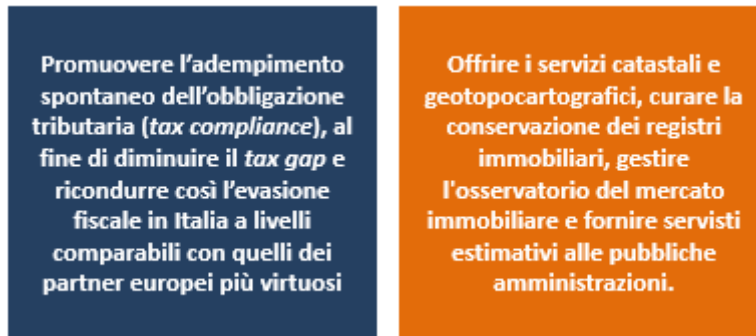 Promuovere l'adempimento
spontaneo dell'obbligazione
tributaria (tax compliance), al
fine di diminuire il tax gap e
ricondurre così l'evasione
fiscale in Italia a livelli
comparabili con quelli dei
partner europei più virtuosi
Offrire i servizi catastali e
geotopocartografici, curare la
conservazione dei registri
immobiliari, gestire
l'osservatorio del mercato
immobiliare e fornire servisti
estimativi alle pubbliche
amministrazioni.